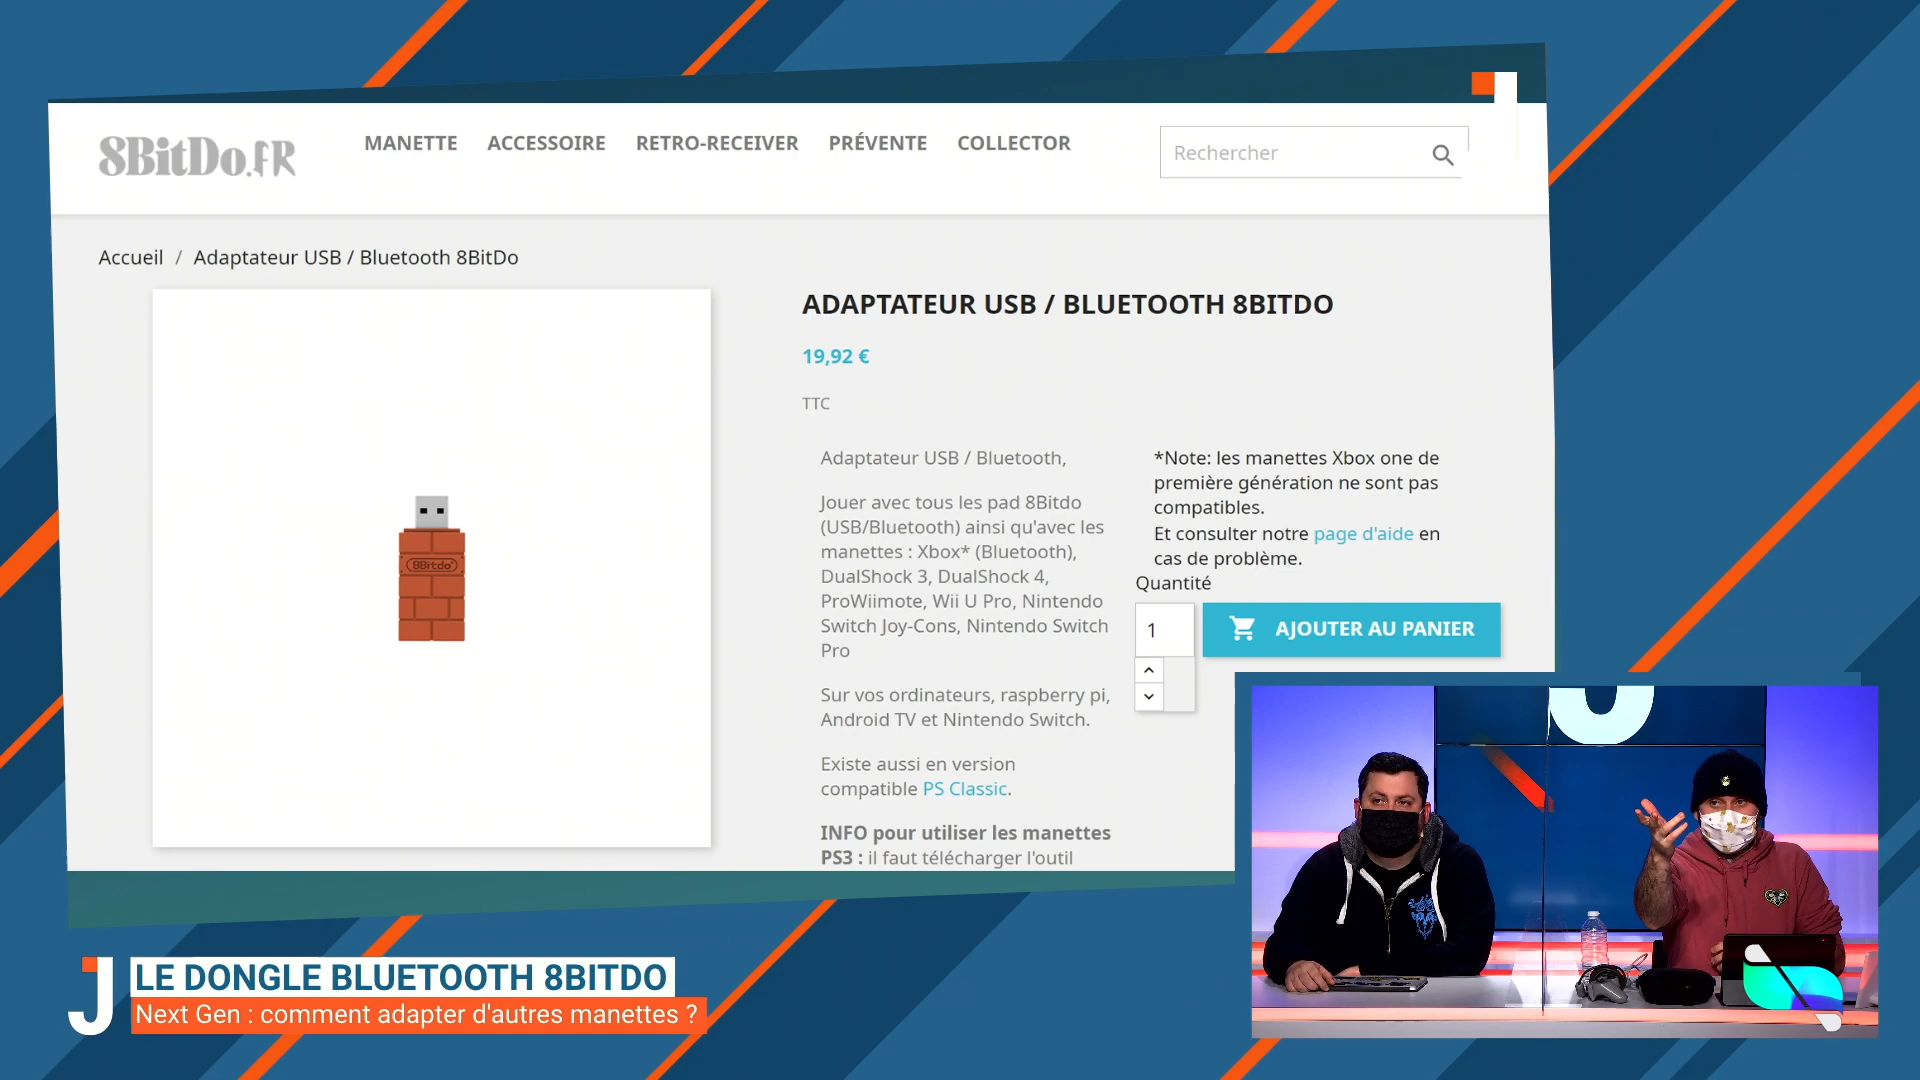 8BitDo.FR
MANETTE ACCESSOIRE RETRO-RECEIVER PRÉVENTE COLLECTOR
Rechercher
Accueil / Adaptateur USB / Bluetooth 8BitDo
ADAPTATEUR USB / BLUETOOTH 8BITDO
19,92 €
TTC
Adaptateur USB / Bluetooth,
Jouer avec tous les pad 8Bitdo
(USB/Bluetooth) ainsi qu'avec les
manettes : Xbox* (Bluetooth),
DualShock 3, DualShock 4,
ProWiimote, Wii U Pro, Nintendo
Switch Joy-Cons, Nintendo Switch
Pro
Sur vos ordinateurs, raspberry pi,
Android TV et Nintendo Switch.
Existe aussi en version
compatible PS Classic.
INFO pour utiliser les manettes
PS3 : il faut télécharger l'outil
*Note: les manettes Xbox one de
première génération ne sont pas
compatibles.
Et consulter notre page d'aide en
cas de problème.
Quantité
1
AJOUTER AU PANIER
8Bitdo
J
LE DONGLE BLUETOOTH 8BITDO
Next Gen : comment adapter d'autres manettes ?